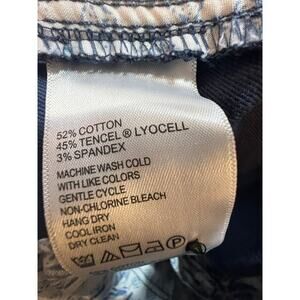 52% COTTON
45% TENCEL® LYOCELL
3% SPANDEX
MACHINE WASH COLD
WITH LIKE COLORS
GENTLE CYCLE
NON-CHLORINE BLEACH
HANG DRY
COOL IRON
DRY CLEAN